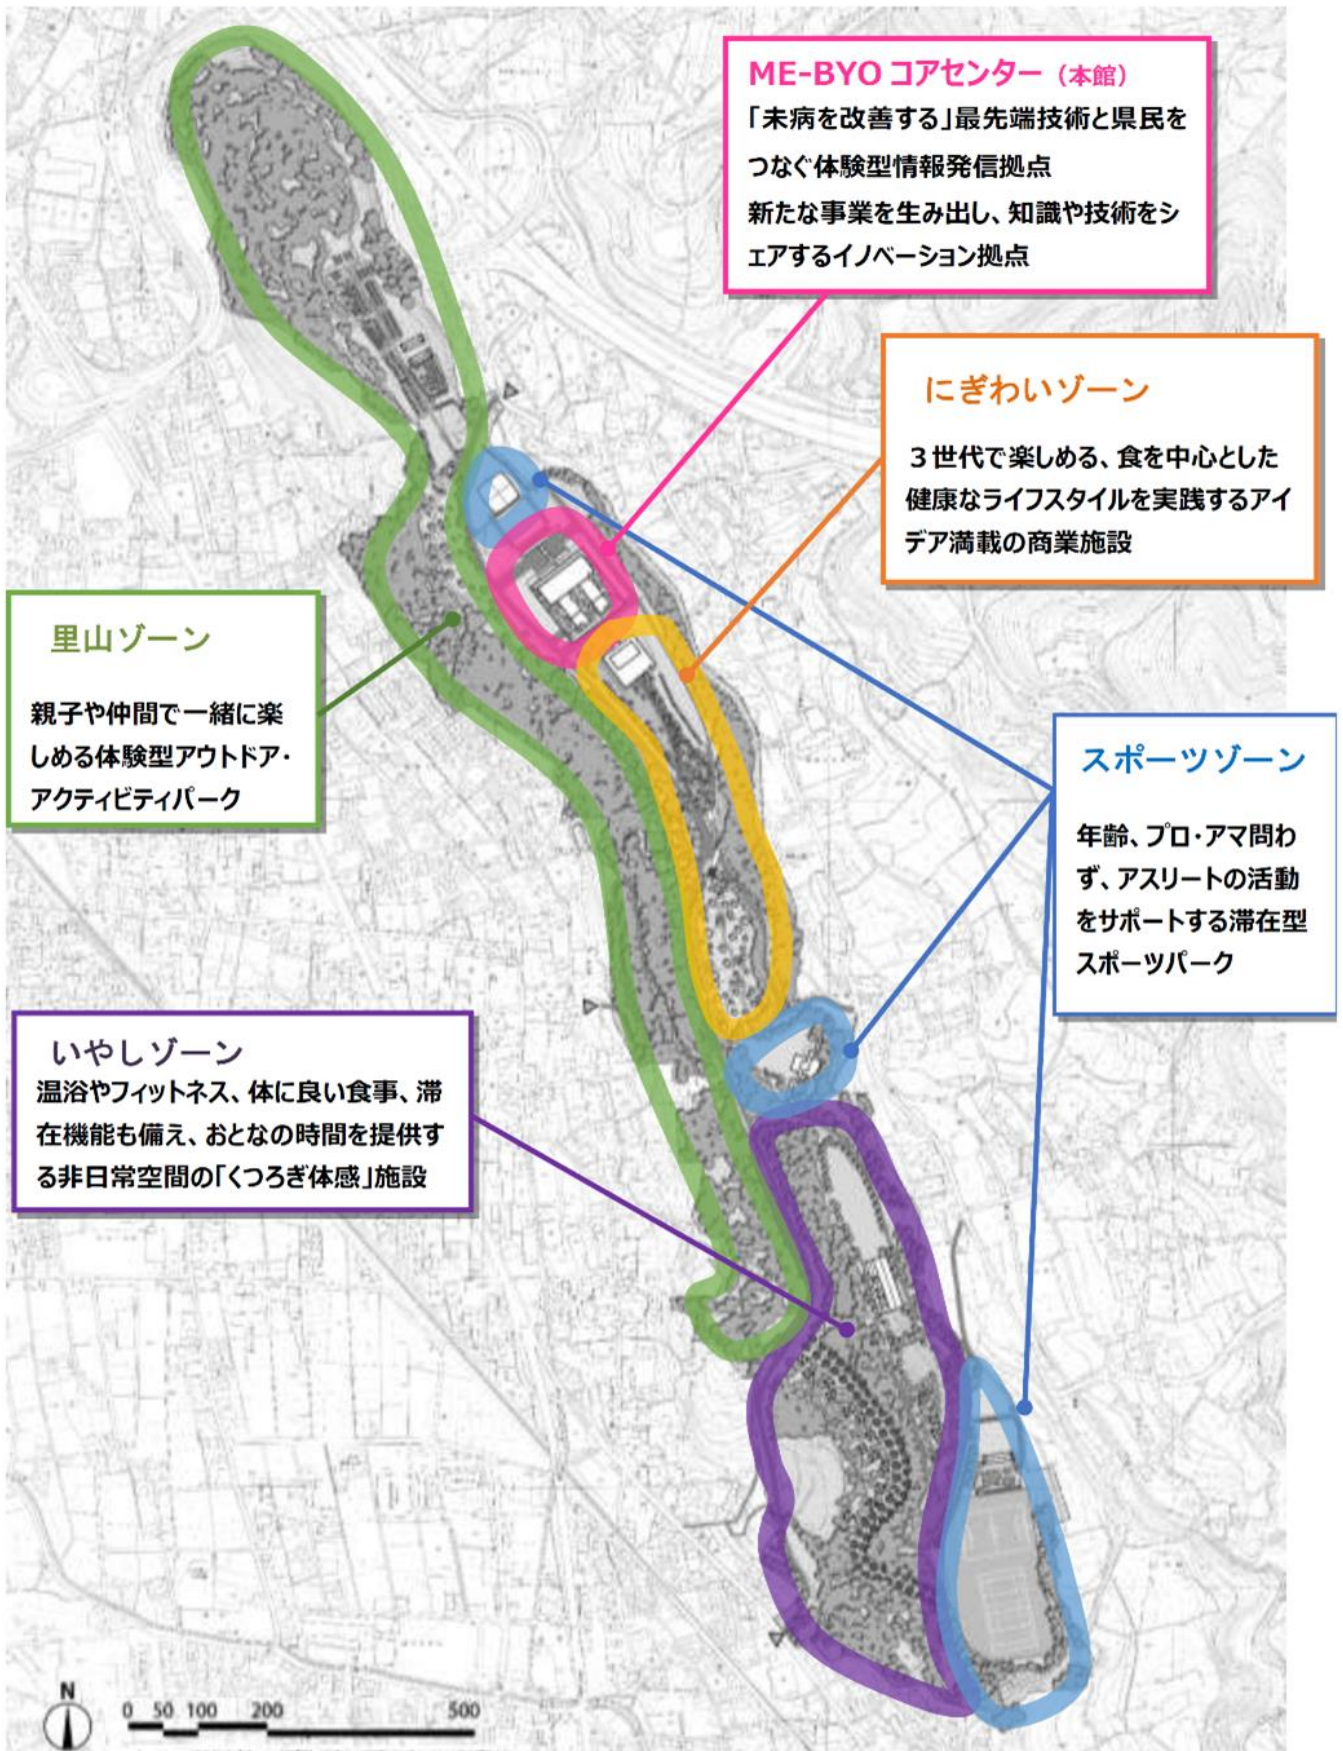 ME-BYO コアセンター（本館）
「未病を改善する」最先端技術と県民を
つなぐ体験型情報発信拠点
新たな事業を生み出し、知識や技術をシ
ェアするイノベーション拠点
にぎわいゾーン
３世代で楽しめる、食を中心とした
健康なライフスタイルを実践するアイ
デア満載の商業施設
里山ゾーン
親子や仲間で一緒に楽
しめる体験型アウトドア・
アクティビティパーク
スポーツゾーン
年齢、プロ・アマ問わ
ず、アスリートの活動
をサポートする滞在型
スポーツパーク
いやしゾーン
温浴やフィットネス、体に良い食事、滞
在機能も備え、おとなの時間を提供す
る非日常空間の「くつろぎ体感」施設
N
0 50 100 200 500